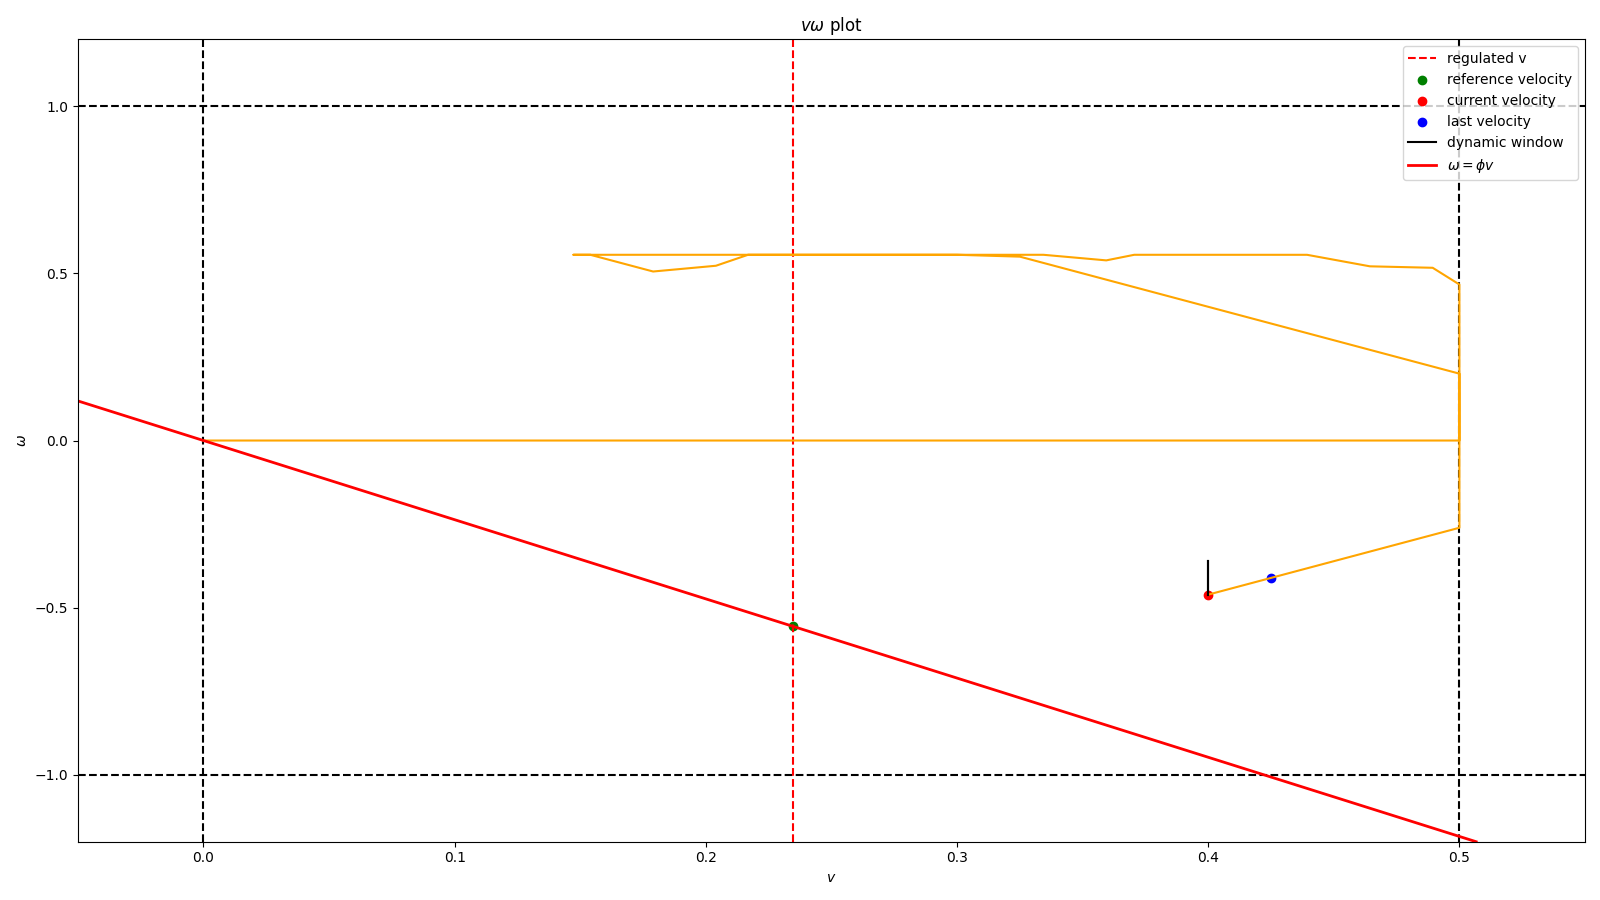 vω plot
regulated v
reference velocity
current velocity
last velocity
dynamic window
ω = ϕv
1.0
0.5
0.0
−0.5
−1.0
ω
0.0 0.1 0.2 0.3 0.4 0.5
v